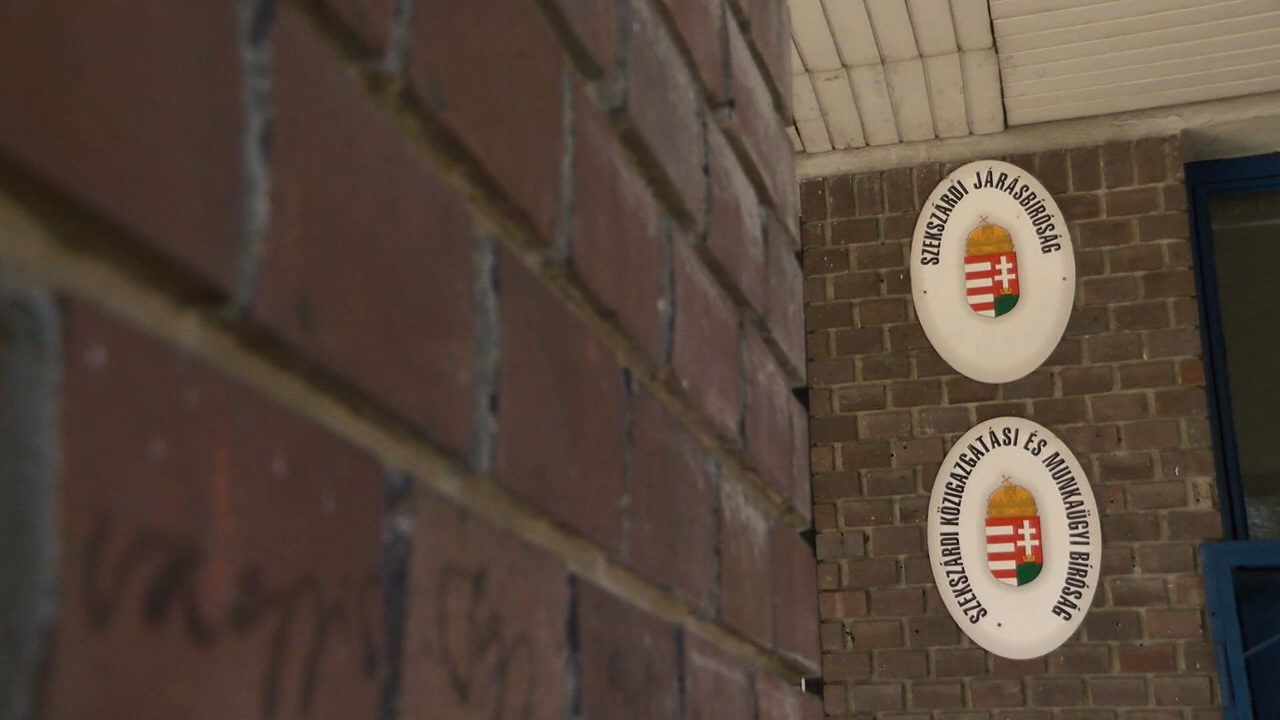 SZEKSZÁRDI JÁRÁSBÍRÓSÁG
SZEKSZÁRDI KÖZIGAZGATÁSI ÉS MUNKAÜGYI BÍRÓSÁG